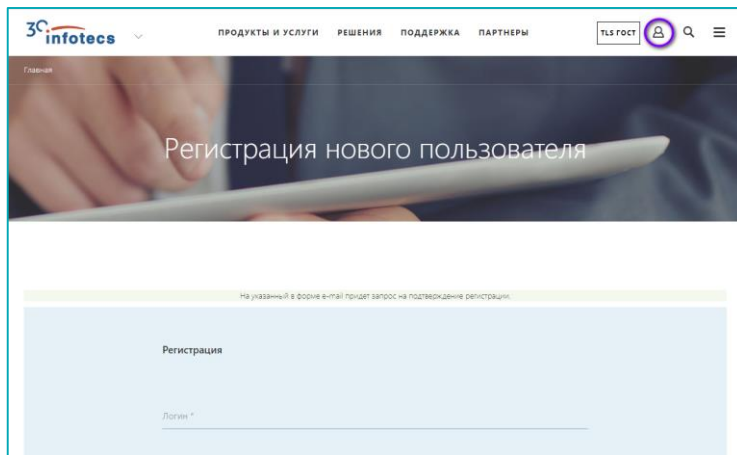 30 infotecs
ПРОДУКТЫ И УСЛУГИ РЕШЕНИЯ ПОДДЕРЖКА ПАРТНЕРЫ TLS ГОСТ
Главная
Регистрация нового пользователя
На указанный в форме e-mail придет запрос на подтверждение регистрации.
Регистрация
Логин *